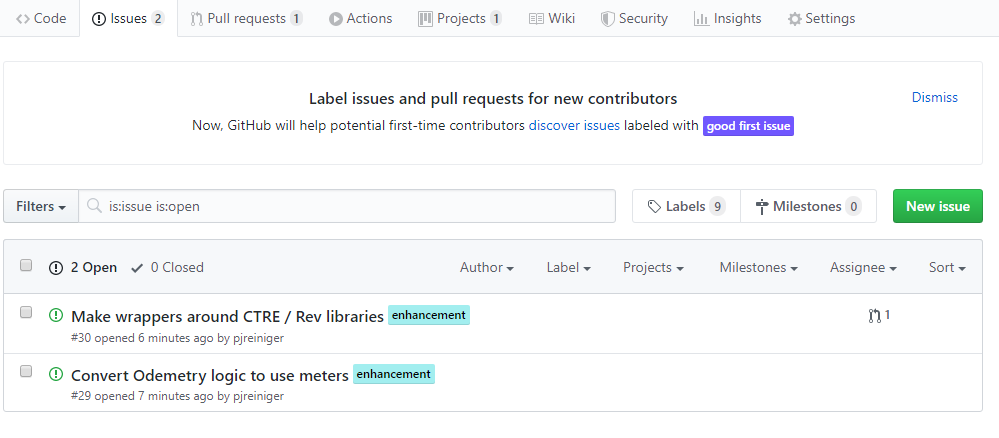 Code Issues 2 Pull requests 1 Actions Projects 1 Wiki Security Insights Settings
Label issues and pull requests for new contributors Dismiss
Now, GitHub will help potential first-time contributors discover issues labeled with good first issue
Filters is:issue is:open Labels 9 Milestones 0 New issue
2 Open 0 Closed Author Label Projects Milestones Assignee Sort
Make wrappers around CTRE / Rev libraries enhancement 1
#30 opened 6 minutes ago by pjreiniger
Convert Odemetry logic to use meters enhancement
#29 opened 7 minutes ago by pjreiniger